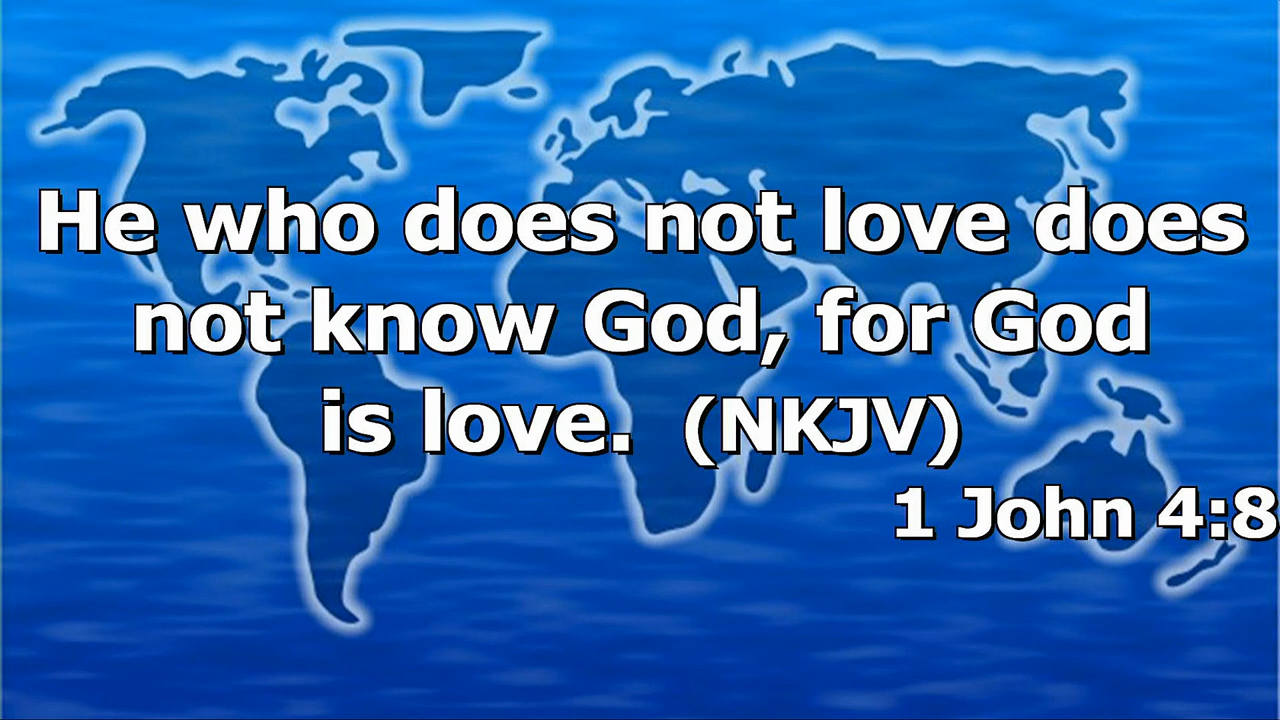 He who does not love does
not know God, for God
is love.  (NKJV)
1 John 4:8